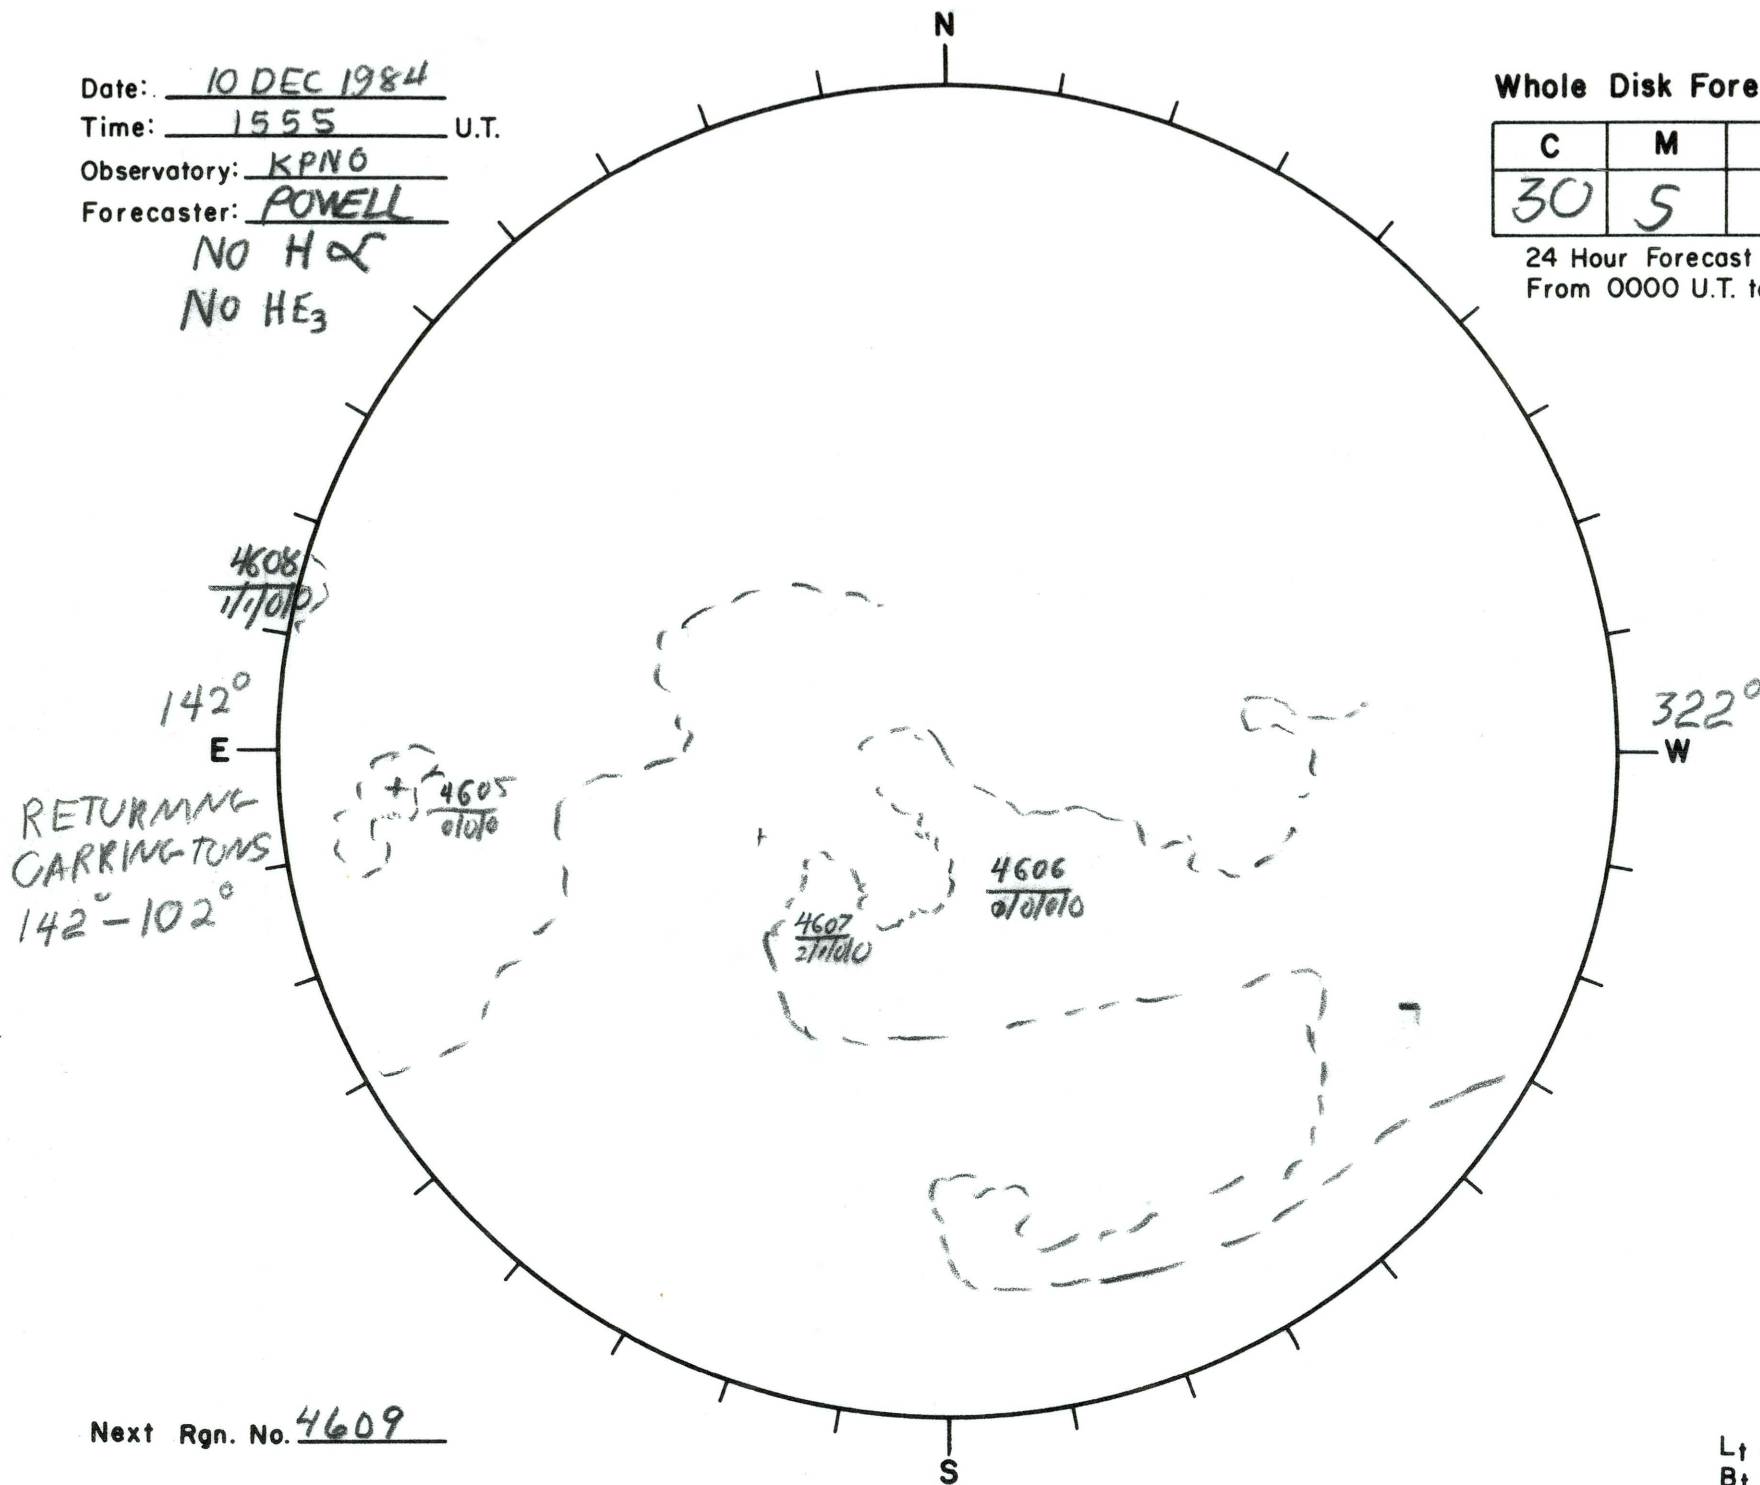 N
Date: 10 DEC 1984
Time: 1555 U.T.
Observatory: KPNO
Forecaster: POWELL
NO H∝
NO HE3
Whole Disk Fore
C M
30 5
24 Hour Forecast
From 0000 U.T. t
4608
1/1/0/0
142°
E
322°
W
RETURNING
CARRINGTONS
142°-102°
4605
0/0/0
4606
0/0/0/0
4607
2/1/0/0
Next Rgn. No. 4609
S
Lt
Bt